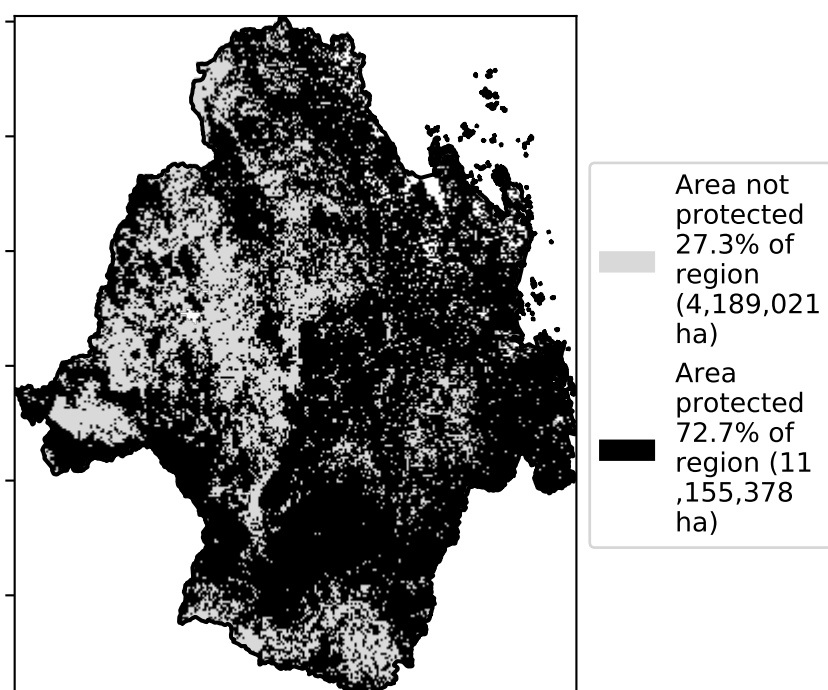 Area not
protected
27.3% of
region
(4,189,021
ha)
Area
protected
72.7% of
region (11
,155,378
ha)